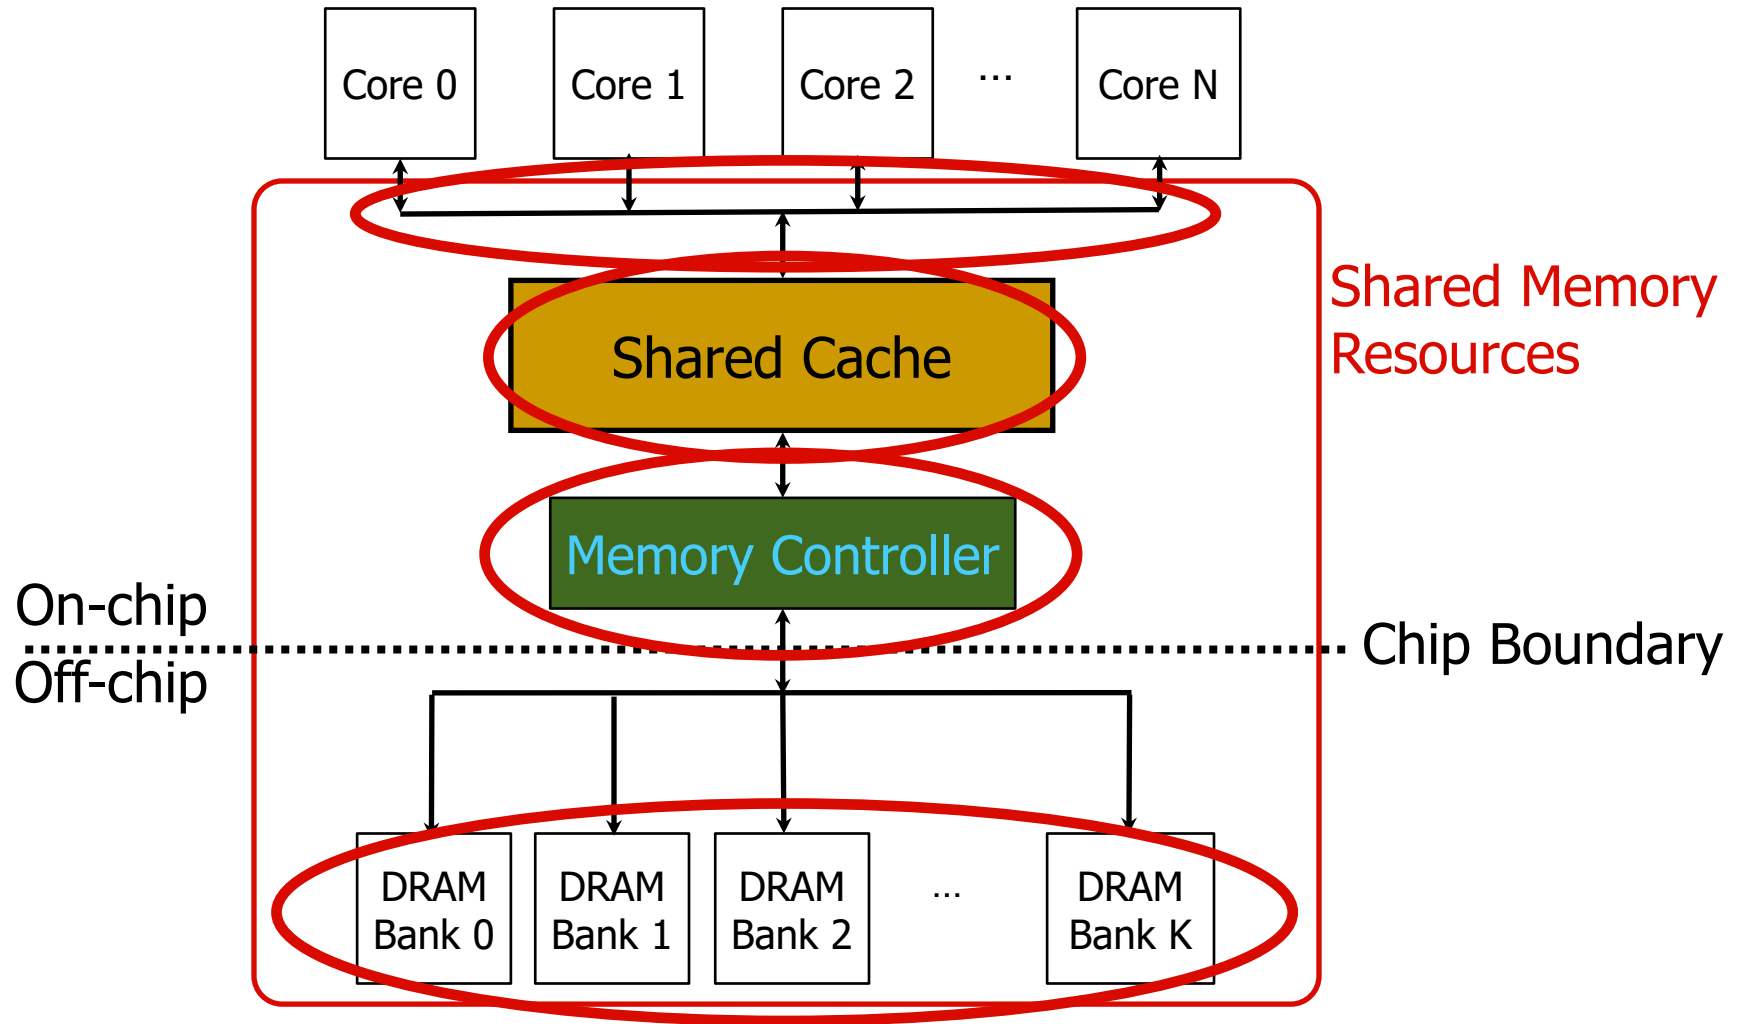 Core 0
Core 1
Core 2
...
Core N
Shared Memory
Resources
Shared Cache
Memory Controller
On-chip
Off-chip
Chip Boundary
DRAM
Bank 0
DRAM
Bank 1
DRAM
Bank 2
...
DRAM
Bank K